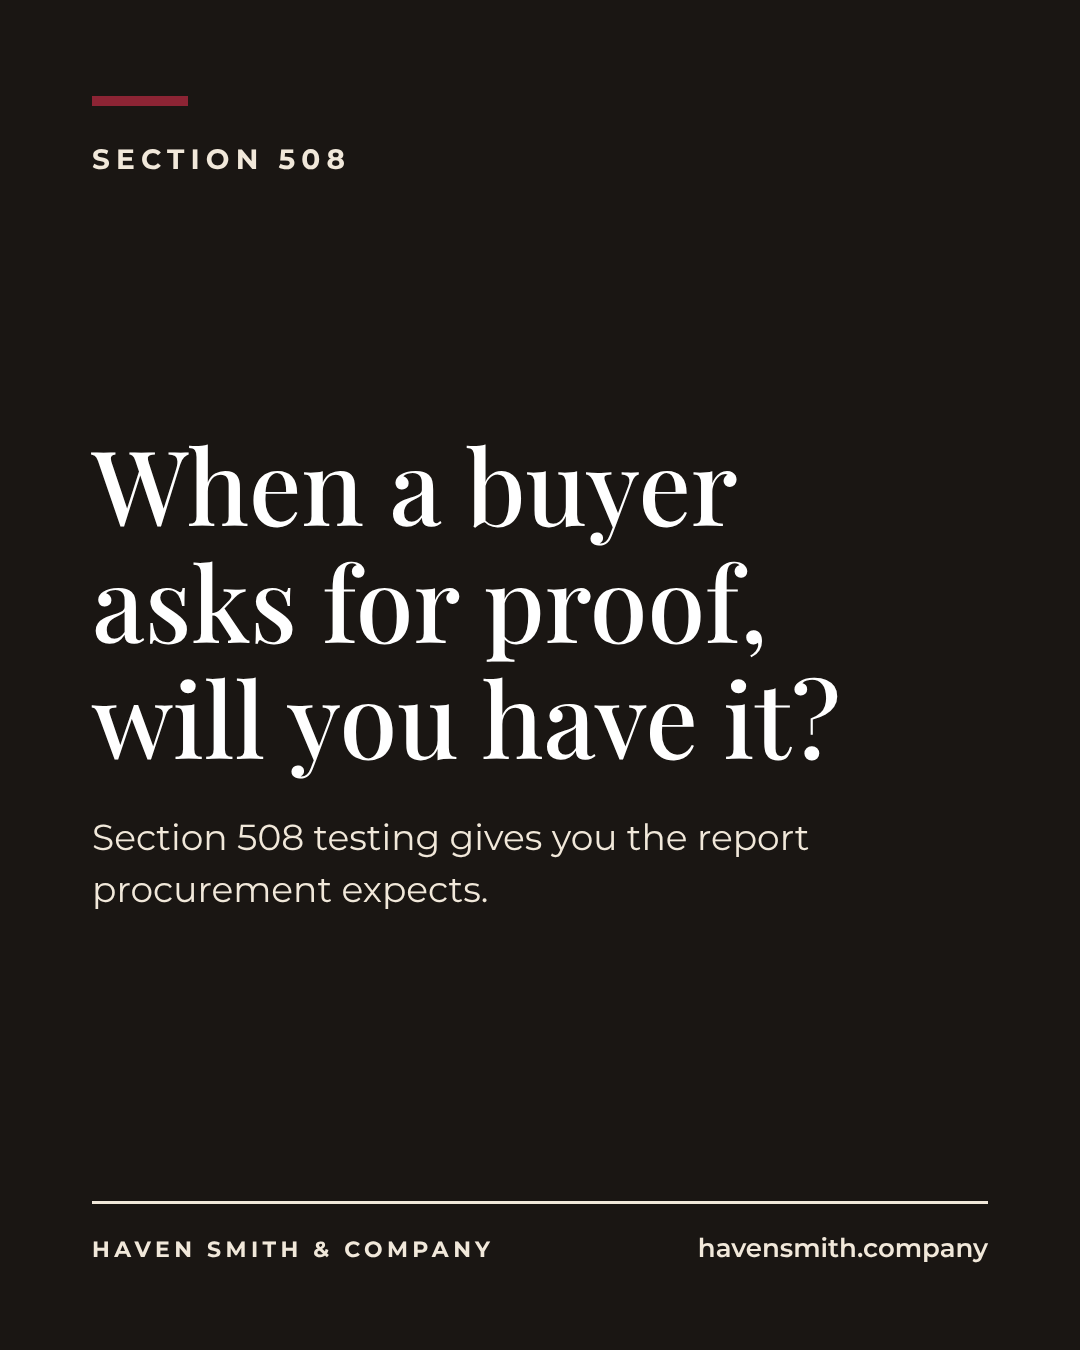 SECTION 508
When a buyer
asks for proof,
will you have it?
Section 508 testing gives you the report
procurement expects.
HAVEN SMITH & COMPANY
havensmith.company